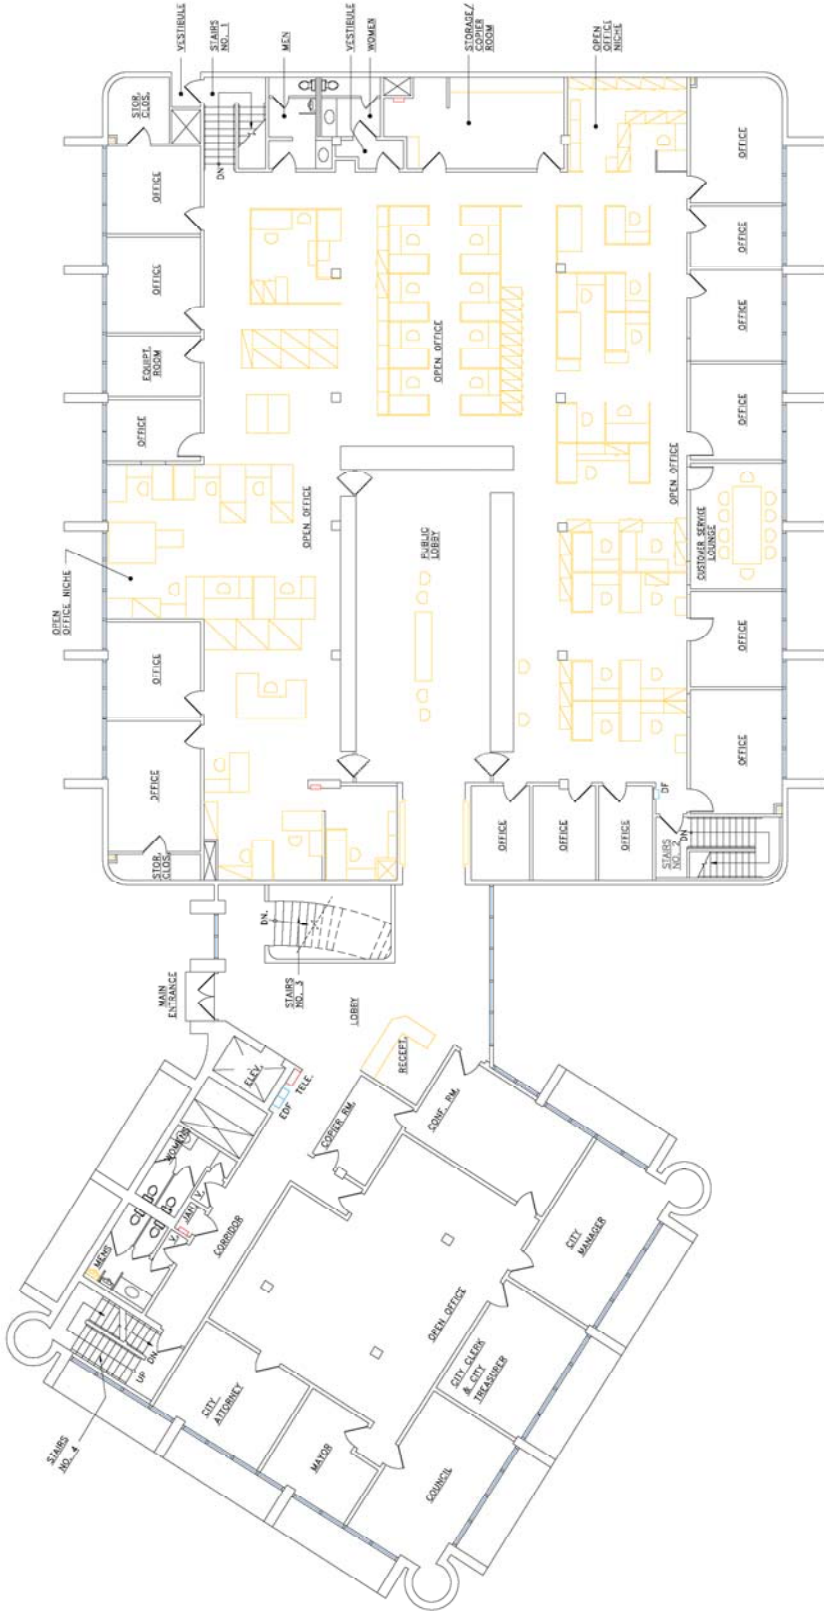 VESTIBULE
STAIRS
NO. 1
MEN
VESTIBULE
WOMEN
STORAGE/
COPIER
ROOM
OPEN
OFFICE
NICHE
STOR.
CLOS.
DN
OFFICE
OFFICE
OFFICE
OFFICE
EQUIPT.
ROOM
OFFICE
OPEN OFFICE
OFFICE
OFFICE
OFFICE
OPEN OFFICE
OPEN OFFICE
PUBLIC
LOBBY
CUSTOMER SERVICE
LOUNGE
OPEN
OFFICE NICHE
OFFICE
OFFICE
OFFICE
OFFICE
STOR.
CLOS.
OFFICE
OFFICE
OFFICE
DF
STAIRS
NO. 2
DN
DN.
STAIRS
NO. 3
MAIN
ENTRANCE
LOBBY
RECEPT.
ELEV.
TELE.
EDF
COPIER RM.
CONF. RM.
WOMENS
V.
JAN
V.
MENS
CORRIDOR
CITY
MANAGER
OPEN OFFICE
CITY CLERK
& CITY
TREASURER
DN
UP
STAIRS
NO. 4
CITY
ATTORNEY
MAYOR
COUNCIL